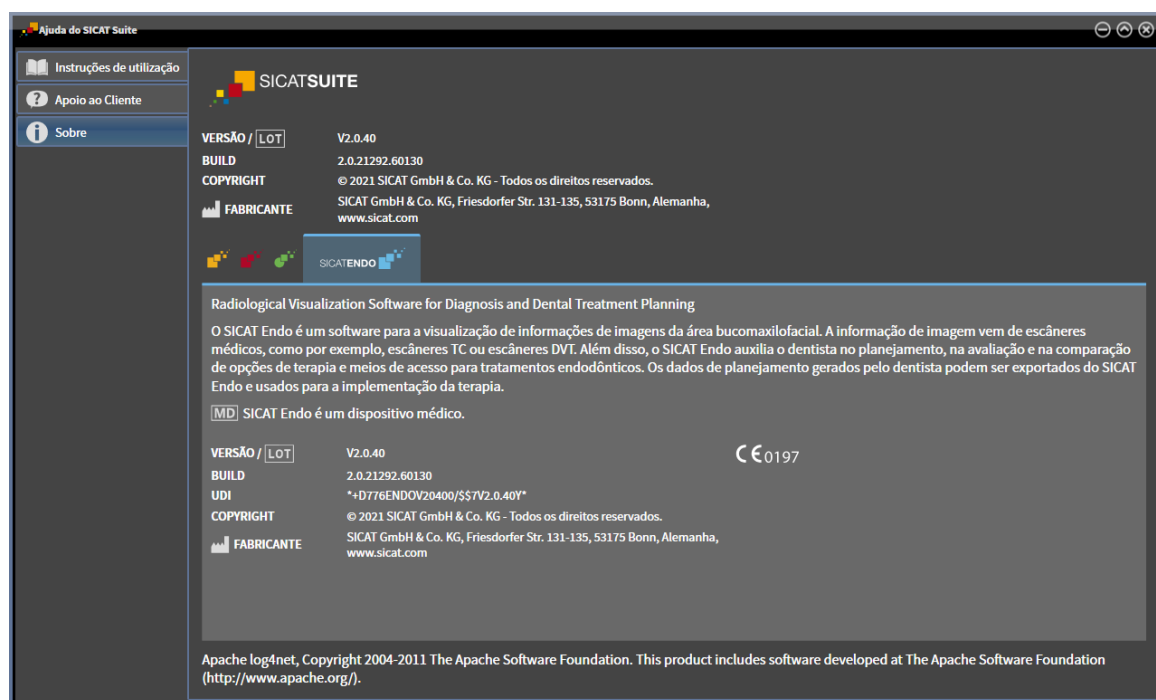 Ajuda do SICAT Suite
Instruções de utilização
Apoio ao Cliente
Sobre
SICATSUITE
VERSÃO / LOT V2.0.40
BUILD 2.0.21292.60130
COPYRIGHT © 2021 SICAT GmbH & Co. KG - Todos os direitos reservados.
FABRICANTE SICAT GmbH & Co. KG, Friesdorfer Str. 131-135, 53175 Bonn, Alemanha,
www.sicat.com
SICATENDO
Radiological Visualization Software for Diagnosis and Dental Treatment Planning
O SICAT Endo é um software para a visualização de informações de imagens da área bucomaxilofacial. A informação de imagem vem de escâneres
médicos, como por exemplo, escâneres TC ou escâneres DVT. Além disso, o SICAT Endo auxilia o dentista no planejamento, na avaliação e na comparação
de opções de terapia e meios de acesso para tratamentos endodônticos. Os dados de planejamento gerados pelo dentista podem ser exportados do SICAT
Endo e usados para a implementação da terapia.
MD SICAT Endo é um dispositivo médico.
VERSÃO / LOT V2.0.40 CE0197
BUILD 2.0.21292.60130
UDI *+D776ENDOV20400/$$7V2.0.40Y*
COPYRIGHT © 2021 SICAT GmbH & Co. KG - Todos os direitos reservados.
FABRICANTE SICAT GmbH & Co. KG, Friesdorfer Str. 131-135, 53175 Bonn, Alemanha,
www.sicat.com
Apache log4net, Copyright 2004-2011 The Apache Software Foundation. This product includes software developed at The Apache Software Foundation
(http://www.apache.org/).